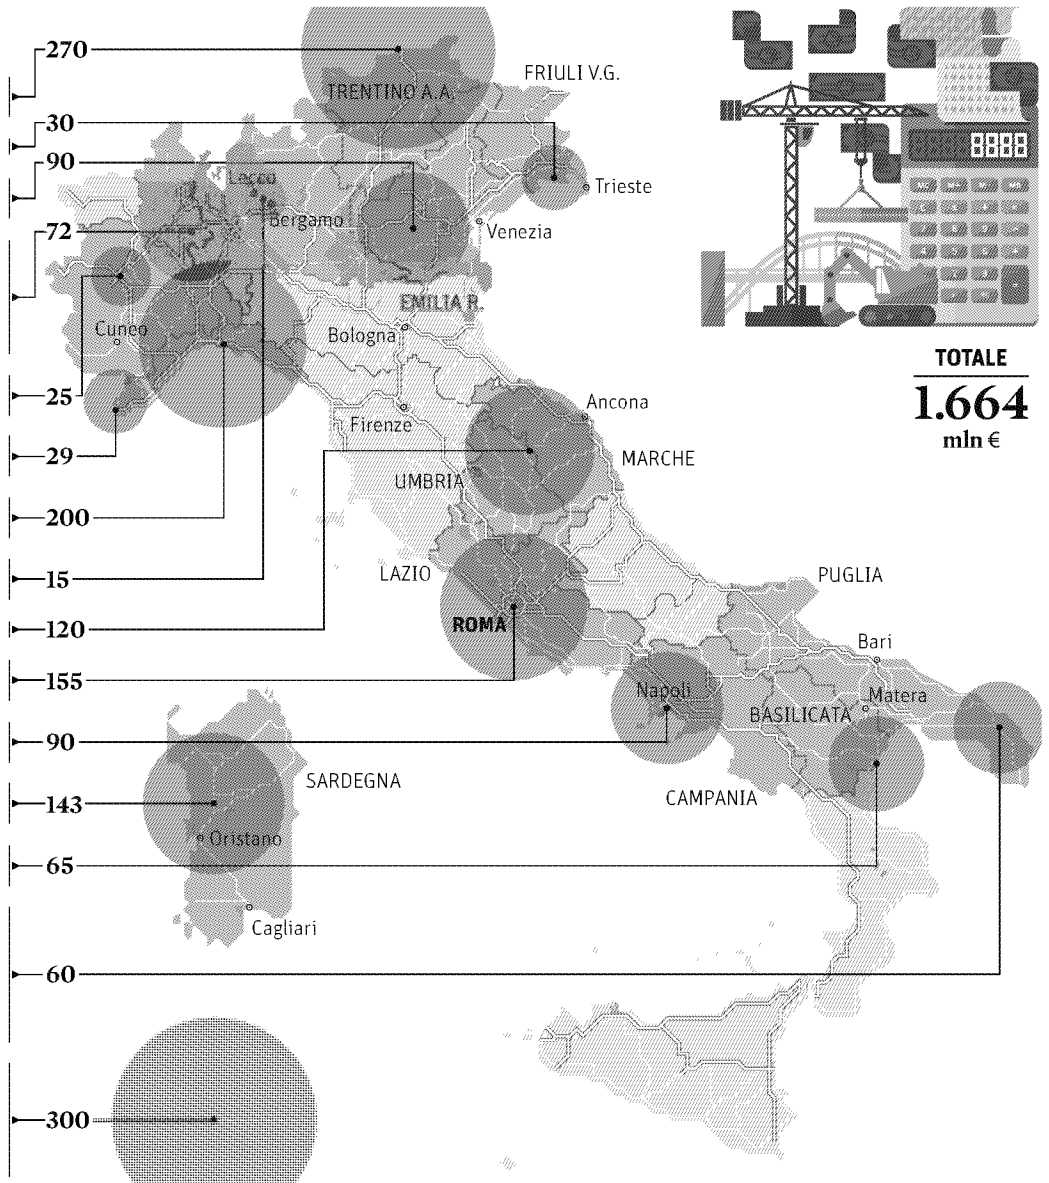 270
FRIULI V.G.
TRENTINO A.A.
30
90
Lecco
Trieste
Bergamo
72
Venezia
EMILIA R.
Cuneo
Bologna
25
Ancona
Firenze
29
MARCHE
UMBRIA
200
LAZIO
15
PUGLIA
ROMA
120
Bari
155
Napoli
Matera
BASILICATA
90
SARDEGNA
CAMPANIA
143
Oristano
65
Cagliari
60
300
TOTALE
1.664
mln €